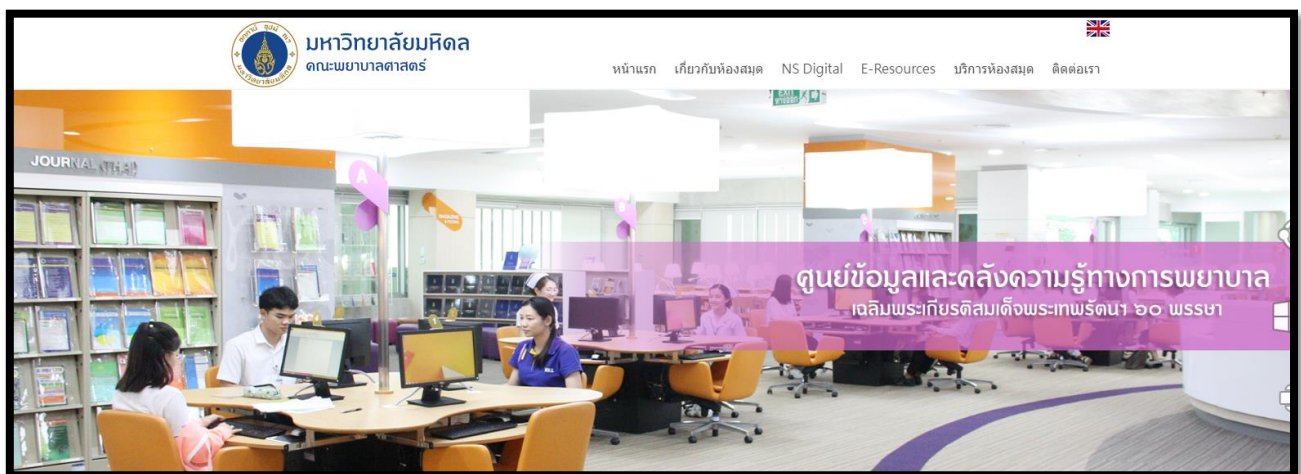 มหาวิทยาลัยมหิดล
คณะพยาบาลศาสตร์
หน้าแรก เกี่ยวกับห้องสมุด NS Digital E-Resources บริการห้องสมุด ติดต่อเรา
EXIT
JOURNAL (THAI)
A
ศูนย์ข้อมูลและคลังความรู้ทางการพยาบาล
เฉลิมพระเกียรติสมเด็จพระเทพรัตนฯ ๖๐ พรรษา